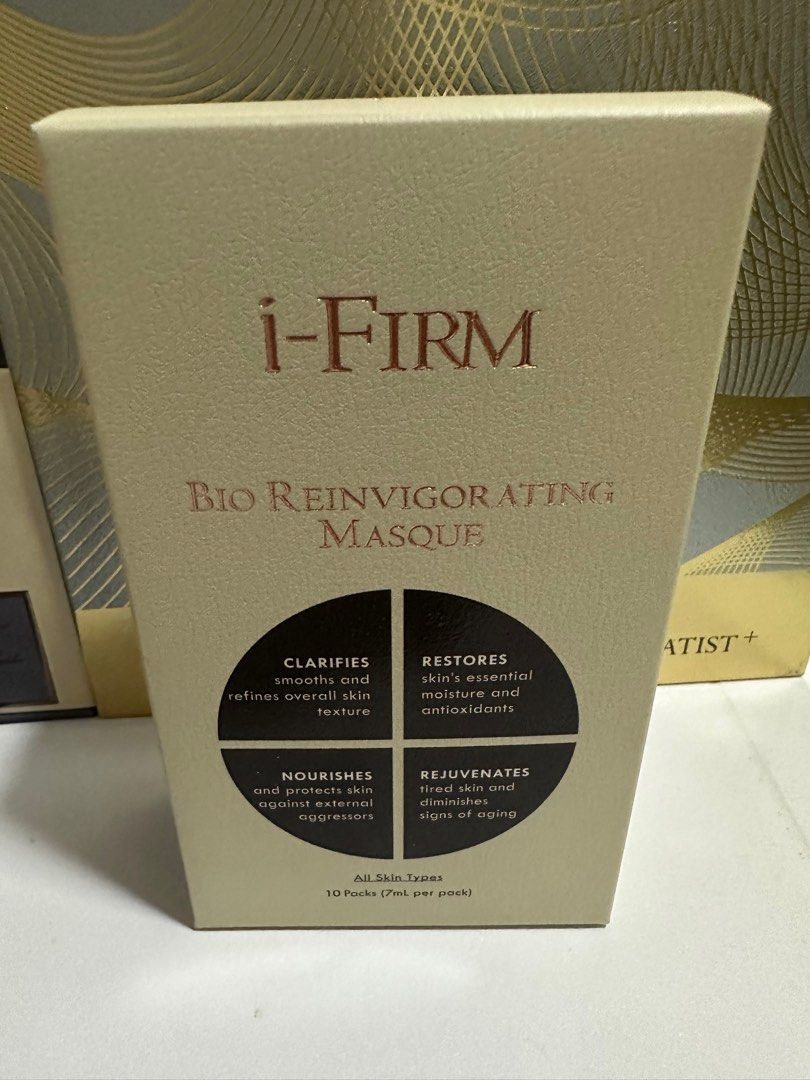 i-FIRM
BIO REINVIGORATING
MASQUE
CLARIFIES
smooths and
refines overall skin
texture
RESTORES
skin's essential
moisture and
antioxidants
NOURISHES
and protects skin
against external
aggressors
REJUVENATES
tired skin and
diminishes
signs of aging
All Skin Types
10 Packs (7mL per pack)
ATIST+